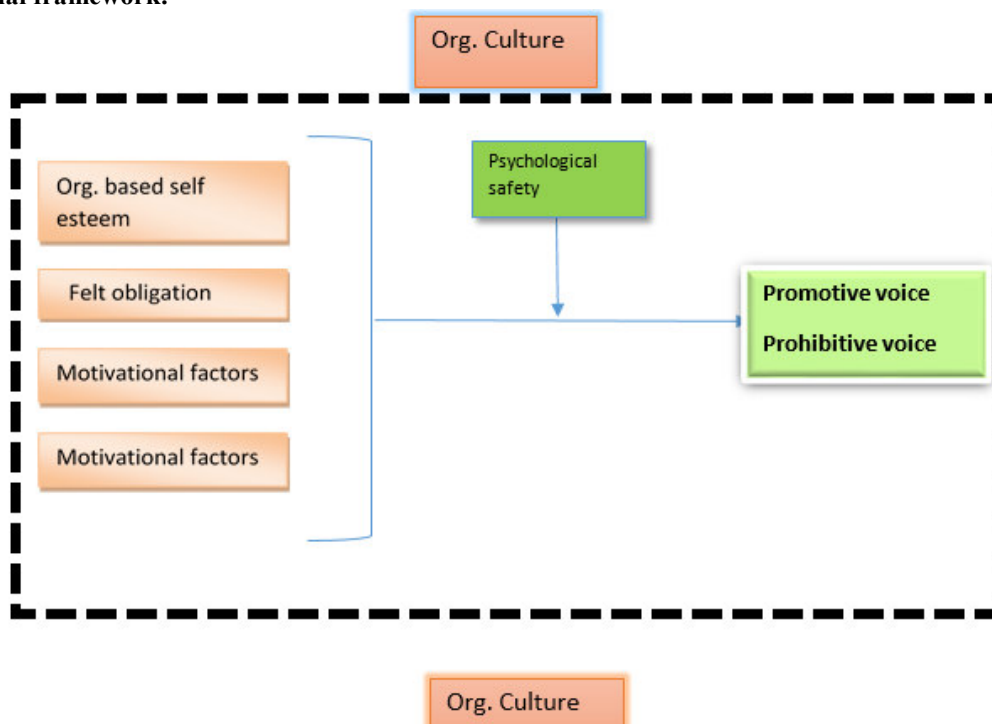 framework.
Org. Culture
Psychological
safety
Org. based self
esteem
Felt obligation
Promotive voice
Prohibitive voice
Motivational factors
Motivational factors
Org. Culture